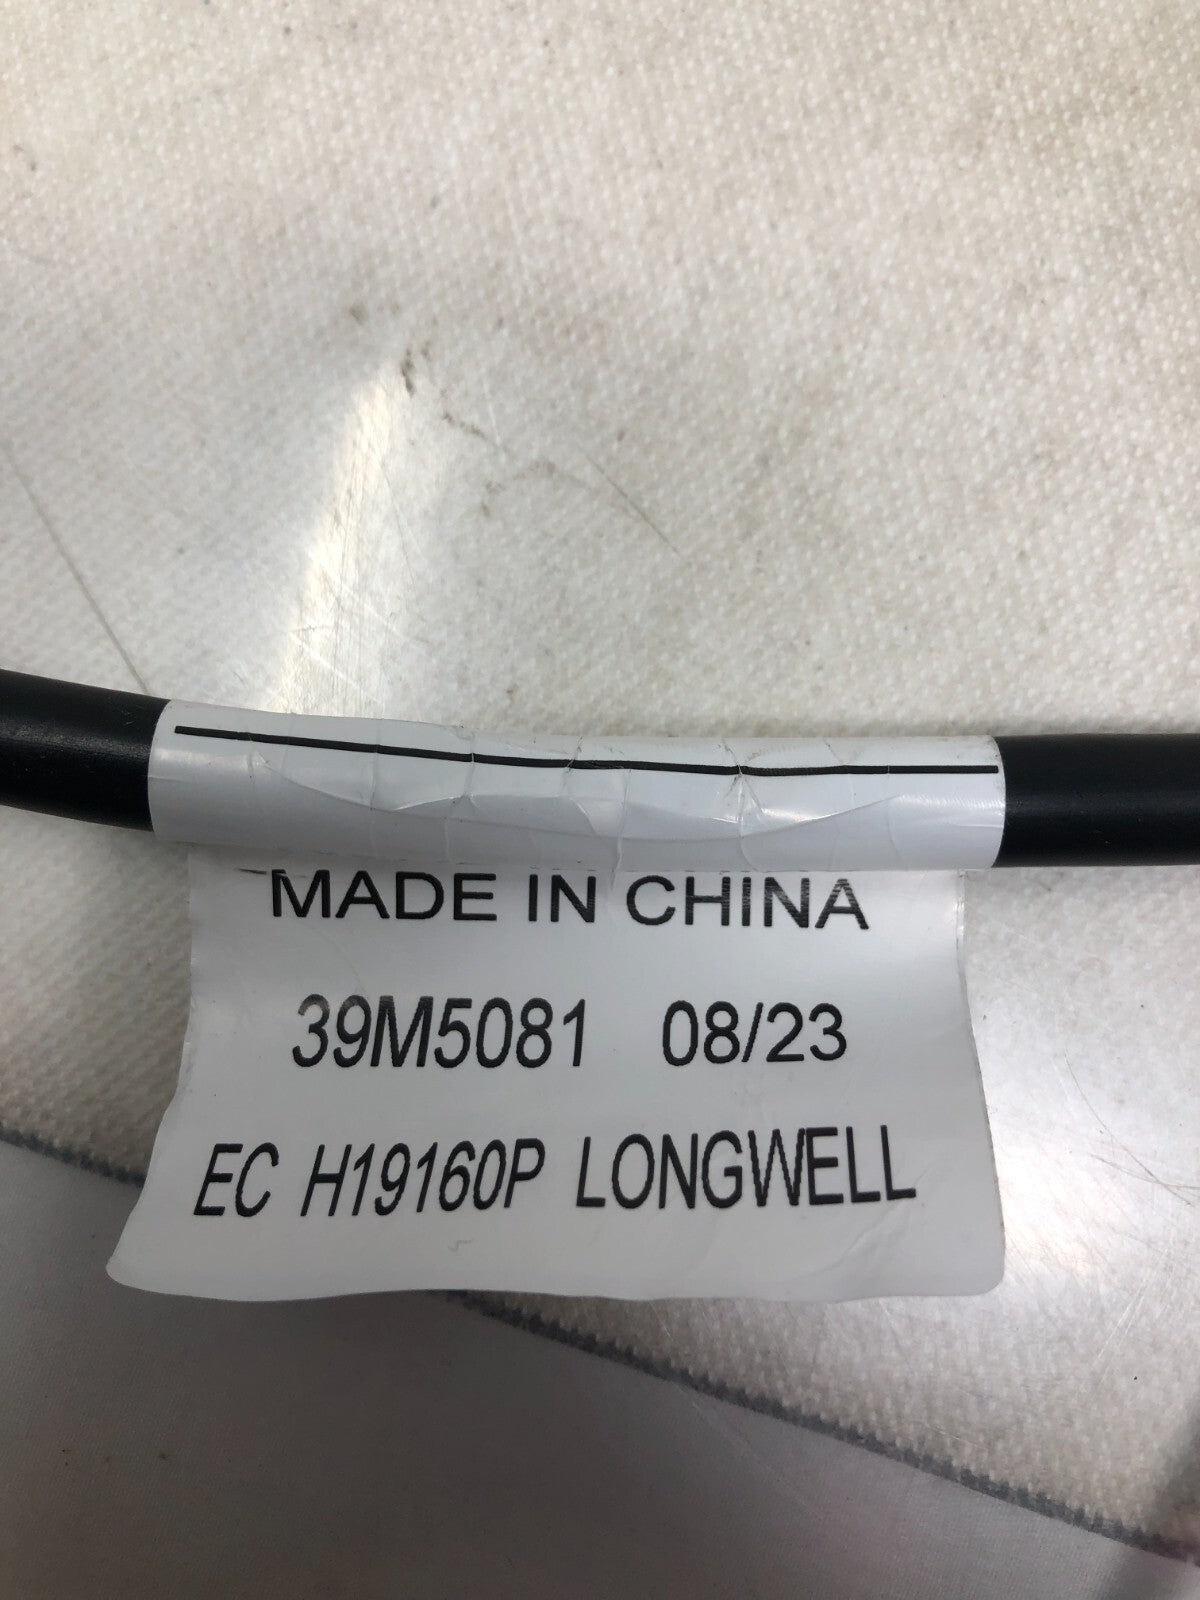 MADE IN CHINA
39M5081 08/23
EC H19160P LONGWELL